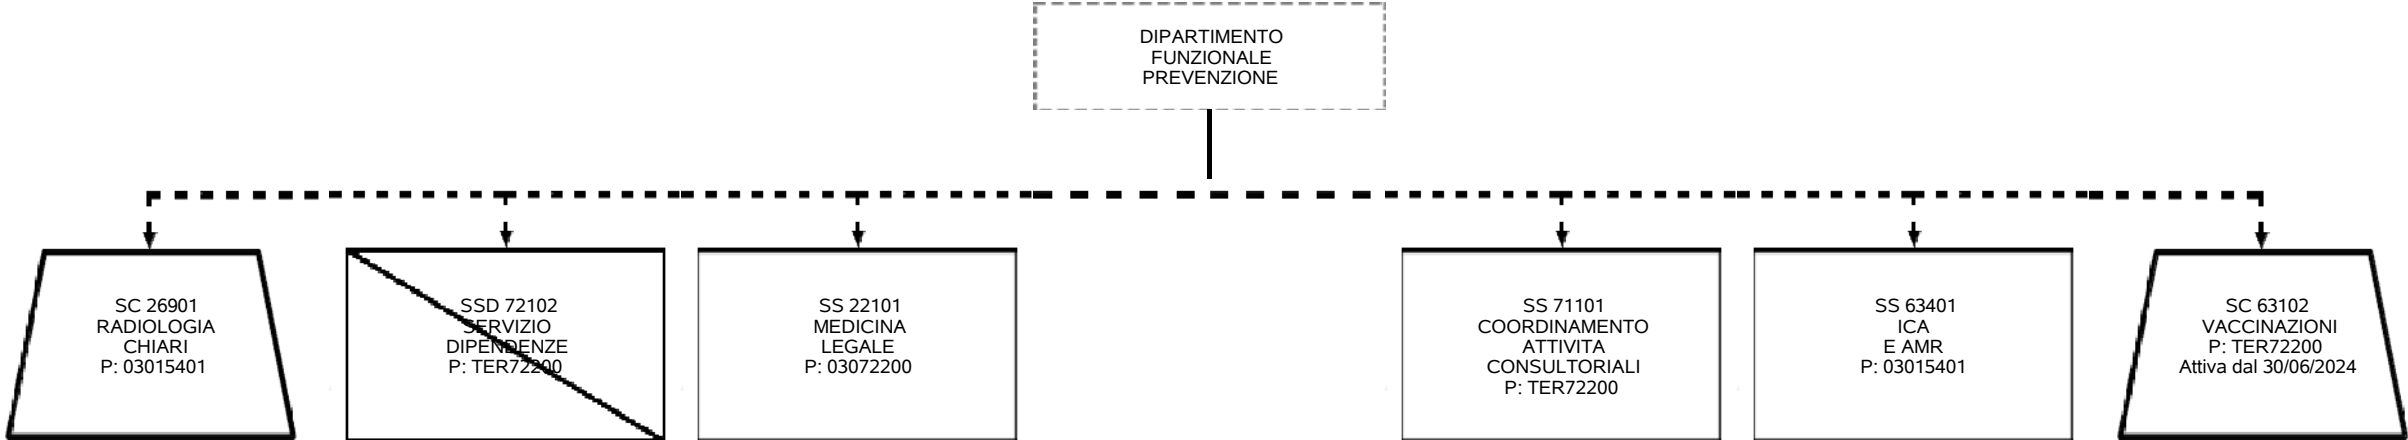 DIPARTIMENTO
FUNZIONALE
PREVENZIONE
SC 26901
RADIOLOGIA
CHIARI
P: 03015401
SSD 72102
SERVIZIO
DIPENDENZE
P: TER72200
SS 22101
MEDICINA
LEGALE
P: 03072200
SS 71101
COORDINAMENTO
ATTIVITA
CONSULTORIALI
P: TER72200
SS 63401
ICA
E AMR
P: 03015401
SC 63102
VACCINAZIONI
P: TER72200
Attiva dal 30/06/2024